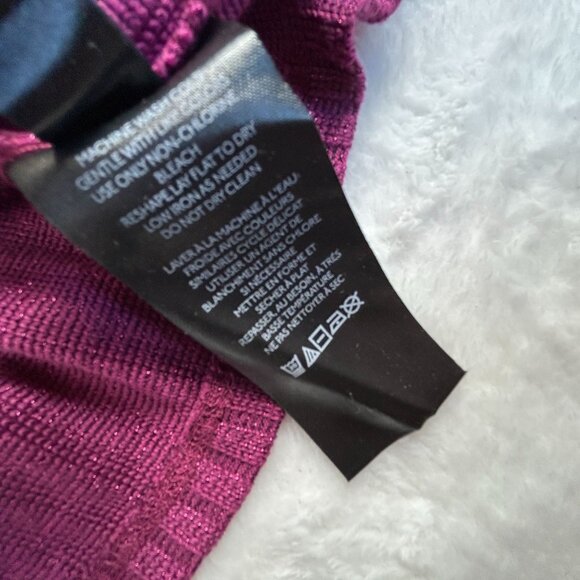 MACHINE WASH COLD
GENTLE WITH LIKE COLORS
USE ONLY NON-CHLORINE
BLEACH
RESHAPE LAY FLAT TO DRY
LOW IRON AS NEEDED
DO NOT DRY CLEAN
LAVER À LA MACHINE À L'EAU
FROIDE AVEC COULEURS
SIMILAIRES CYCLE DELICAT
UTILISER UN AGENT DE
BLANCHIMENT SANS CHLORE
SI NÉCESSAIRE
METTRE EN FORME ET
SÉCHER À PLAT
REPASSER, AU BESOIN, À TRÈS
BASSE TEMPÉRATURE
NE PAS NETTOYER À SEC